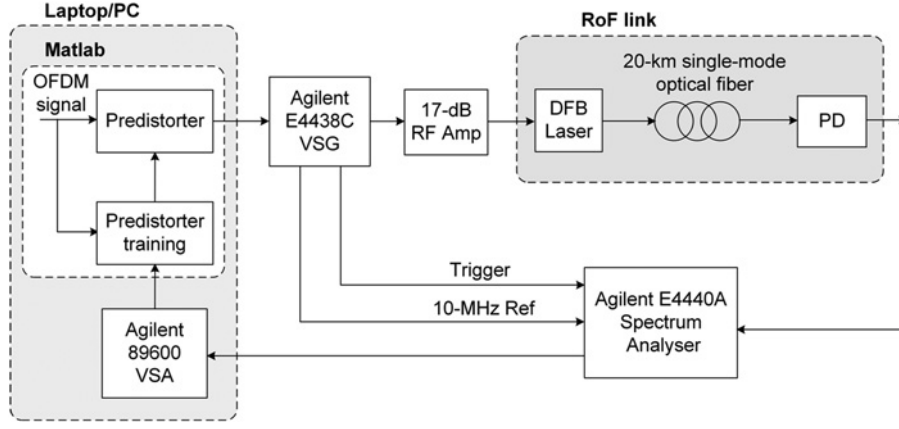 Laptop/PC
Matlab
OFDM
signal
Predistorter
Predistorter
training
Agilent
89600
VSA
Agilent
E4438C
VSG
17-dB
RF Amp
RoF link
20-km single-mode
optical fiber
DFB
Laser
PD
Trigger
10-MHz Ref
Agilent E4440A
Spectrum
Analyser